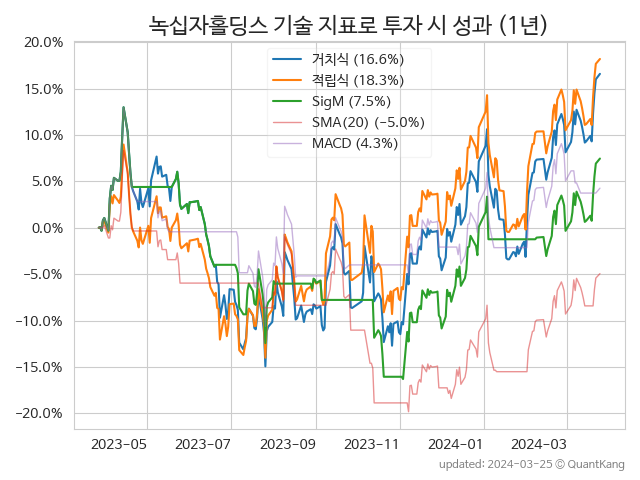 녹십자홀딩스 기술 지표로 투자 시 성과 (1년)
20.0%
15.0%
10.0%
5.0%
0.0%
−5.0%
−10.0%
−15.0%
−20.0%
거치식 (16.6%)
적립식 (18.3%)
SigM (7.5%)
SMA(20) (−5.0%)
MACD (4.3%)
2023-05 2023-07 2023-09 2023-11 2024-01 2024-03
updated: 2024-03-25 ⓒ QuantKang